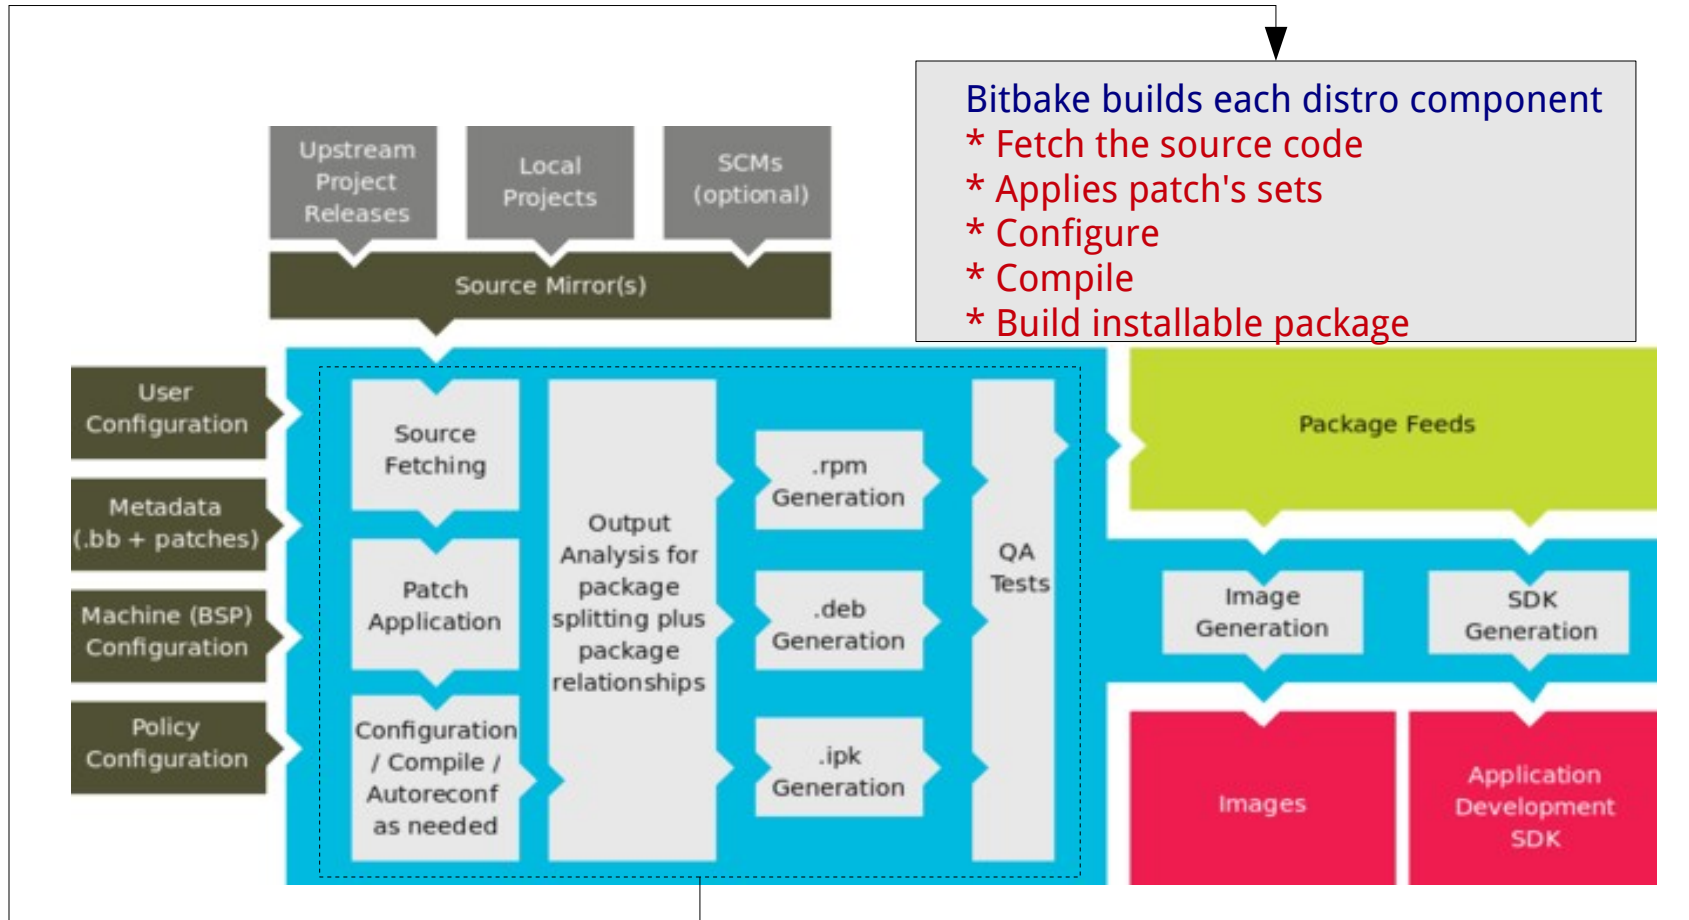 Bitbake builds each distro component
* Fetch the source code
* Applies patch's sets
* Configure
* Compile
* Build installable package
Upstream
Project
Releases
Local
Projects
SCMs
(optional)
Source Mirror(s)
User
Configuration
Metadata
(.bb + patches)
Machine (BSP)
Configuration
Policy
Configuration
Source
Fetching
Patch
Application
Configuration
/ Compile /
Autoreconf
as needed
Output
Analysis for
package
splitting plus
package
relationships
.rpm
Generation
.deb
Generation
.ipk
Generation
QA
Tests
Package Feeds
Image
Generation
SDK
Generation
Images
Application
Development
SDK